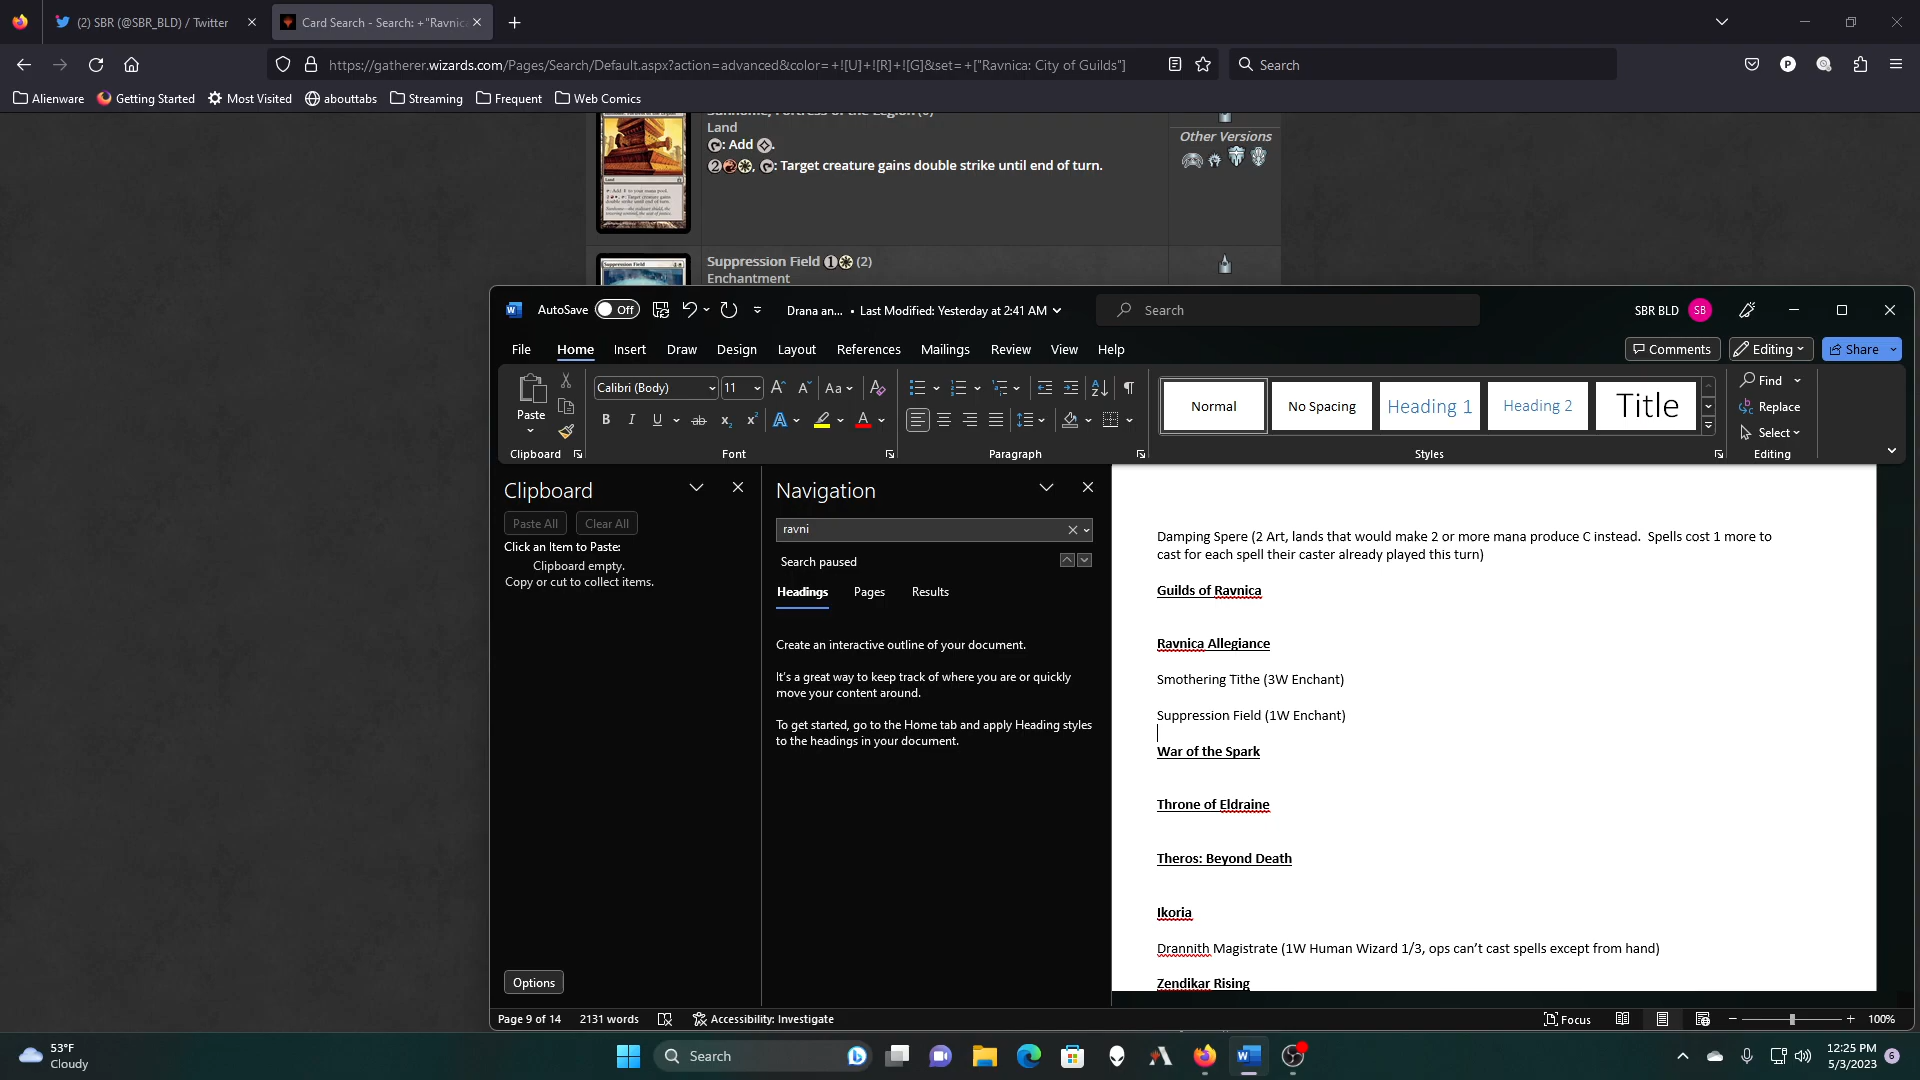 (2) SBR (@SBR_BLD) / Twitter
Card Search - Search: +"Ravnica
https://gatherer.wizards.com/Pages/Search/Default.aspx?action=advanced&color=+![U]+![R]+![G]&set=+["Ravnica: City of Guilds"]
Search
Alienware
Getting Started
Most Visited
abouttabs
Streaming
Frequent
Web Comics
Land
: Add .
2, : Target creature gains double strike until end of turn.
Other Versions
Suppression Field 1 (2)
Enchantment
Suppression Field
AutoSave
Off
Drana an... • Last Modified: Yesterday at 2:41 AM
Search
SBR BLD
SB
File
Home
Insert
Draw
Design
Layout
References
Mailings
Review
View
Help
Comments
Editing
Share
Paste
Calibri (Body)
11
Normal
No Spacing
Heading 1
Heading 2
Title
Find
Replace
Select
Clipboard
Font
Paragraph
Styles
Editing
Clipboard
Paste All
Clear All
Click an Item to Paste:
Clipboard empty.
Copy or cut to collect items.
Options
Navigation
ravni
Search paused
Headings
Pages
Results
Create an interactive outline of your document.
It's a great way to keep track of where you are or quickly
move your content around.
To get started, go to the Home tab and apply Heading styles
to the headings in your document.
Damping Spere (2 Art, lands that would make 2 or more mana produce C instead.  Spells cost 1 more to
cast for each spell their caster already played this turn)
Guilds of Ravnica
Ravnica Allegiance
Smothering Tithe (3W Enchant)
Suppression Field (1W Enchant)
War of the Spark
Throne of Eldraine
Theros: Beyond Death
Ikoria
Drannith Magistrate (1W Human Wizard 1/3, ops can't cast spells except from hand)
Zendikar Rising
Page 9 of 14
2131 words
Accessibility: Investigate
Focus
100%
53°F
Cloudy
Search
12:25 PM
5/3/2023
6